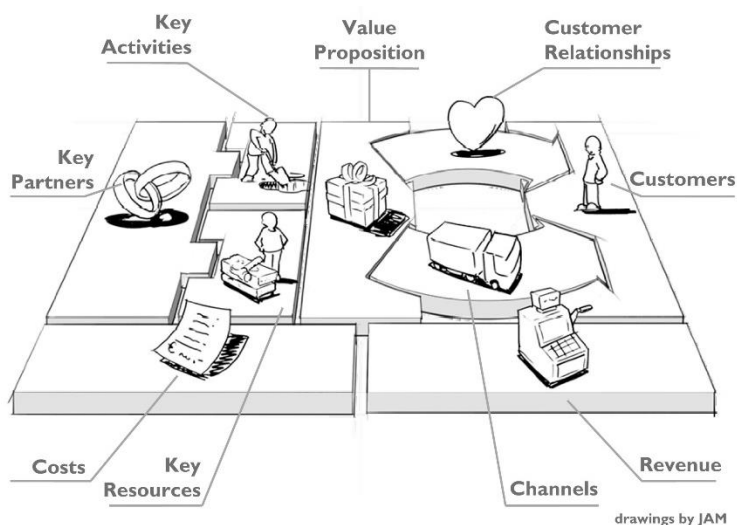 Key
Activities
Value
Proposition
Customer
Relationships
Key
Partners
Customers
Costs
Key
Resources
Channels
Revenue
drawings by JAM